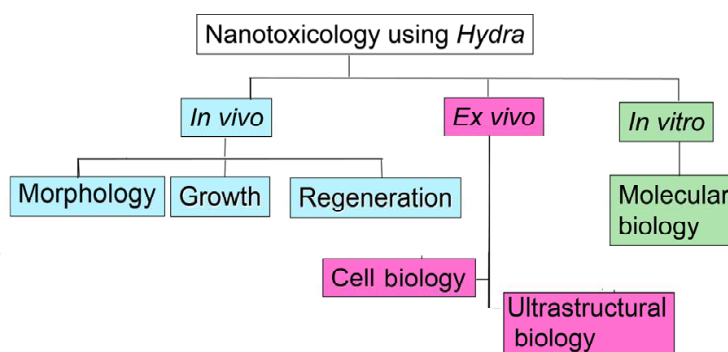 Nanotoxicology using Hydra
In vivo
Ex vivo
In vitro
Morphology
Growth
Regeneration
Molecular
biology
Cell biology
Ultrastructural
biology